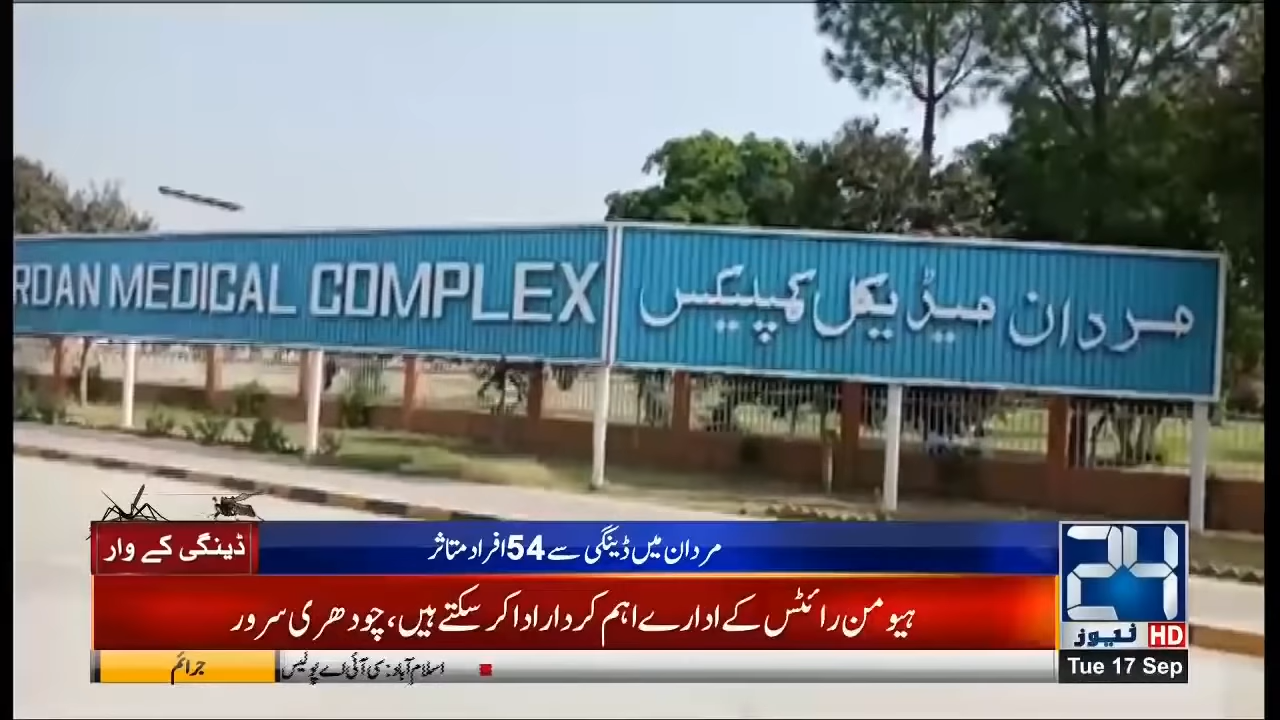 RDAN MEDICAL COMPLEX
مردان میڈیکل کمپلیکس
ڈینگی کے وار
مردان میں ڈینگی سے 54 افراد متاثر
ہیومن رائٹس کے ادارے اہم کردار ادا کر سکتے ہیں، چودھری سرور
24
نیوز HD
جرائم
اسلام آباد: سی آئی اے پولیس
Tue 17 Sep